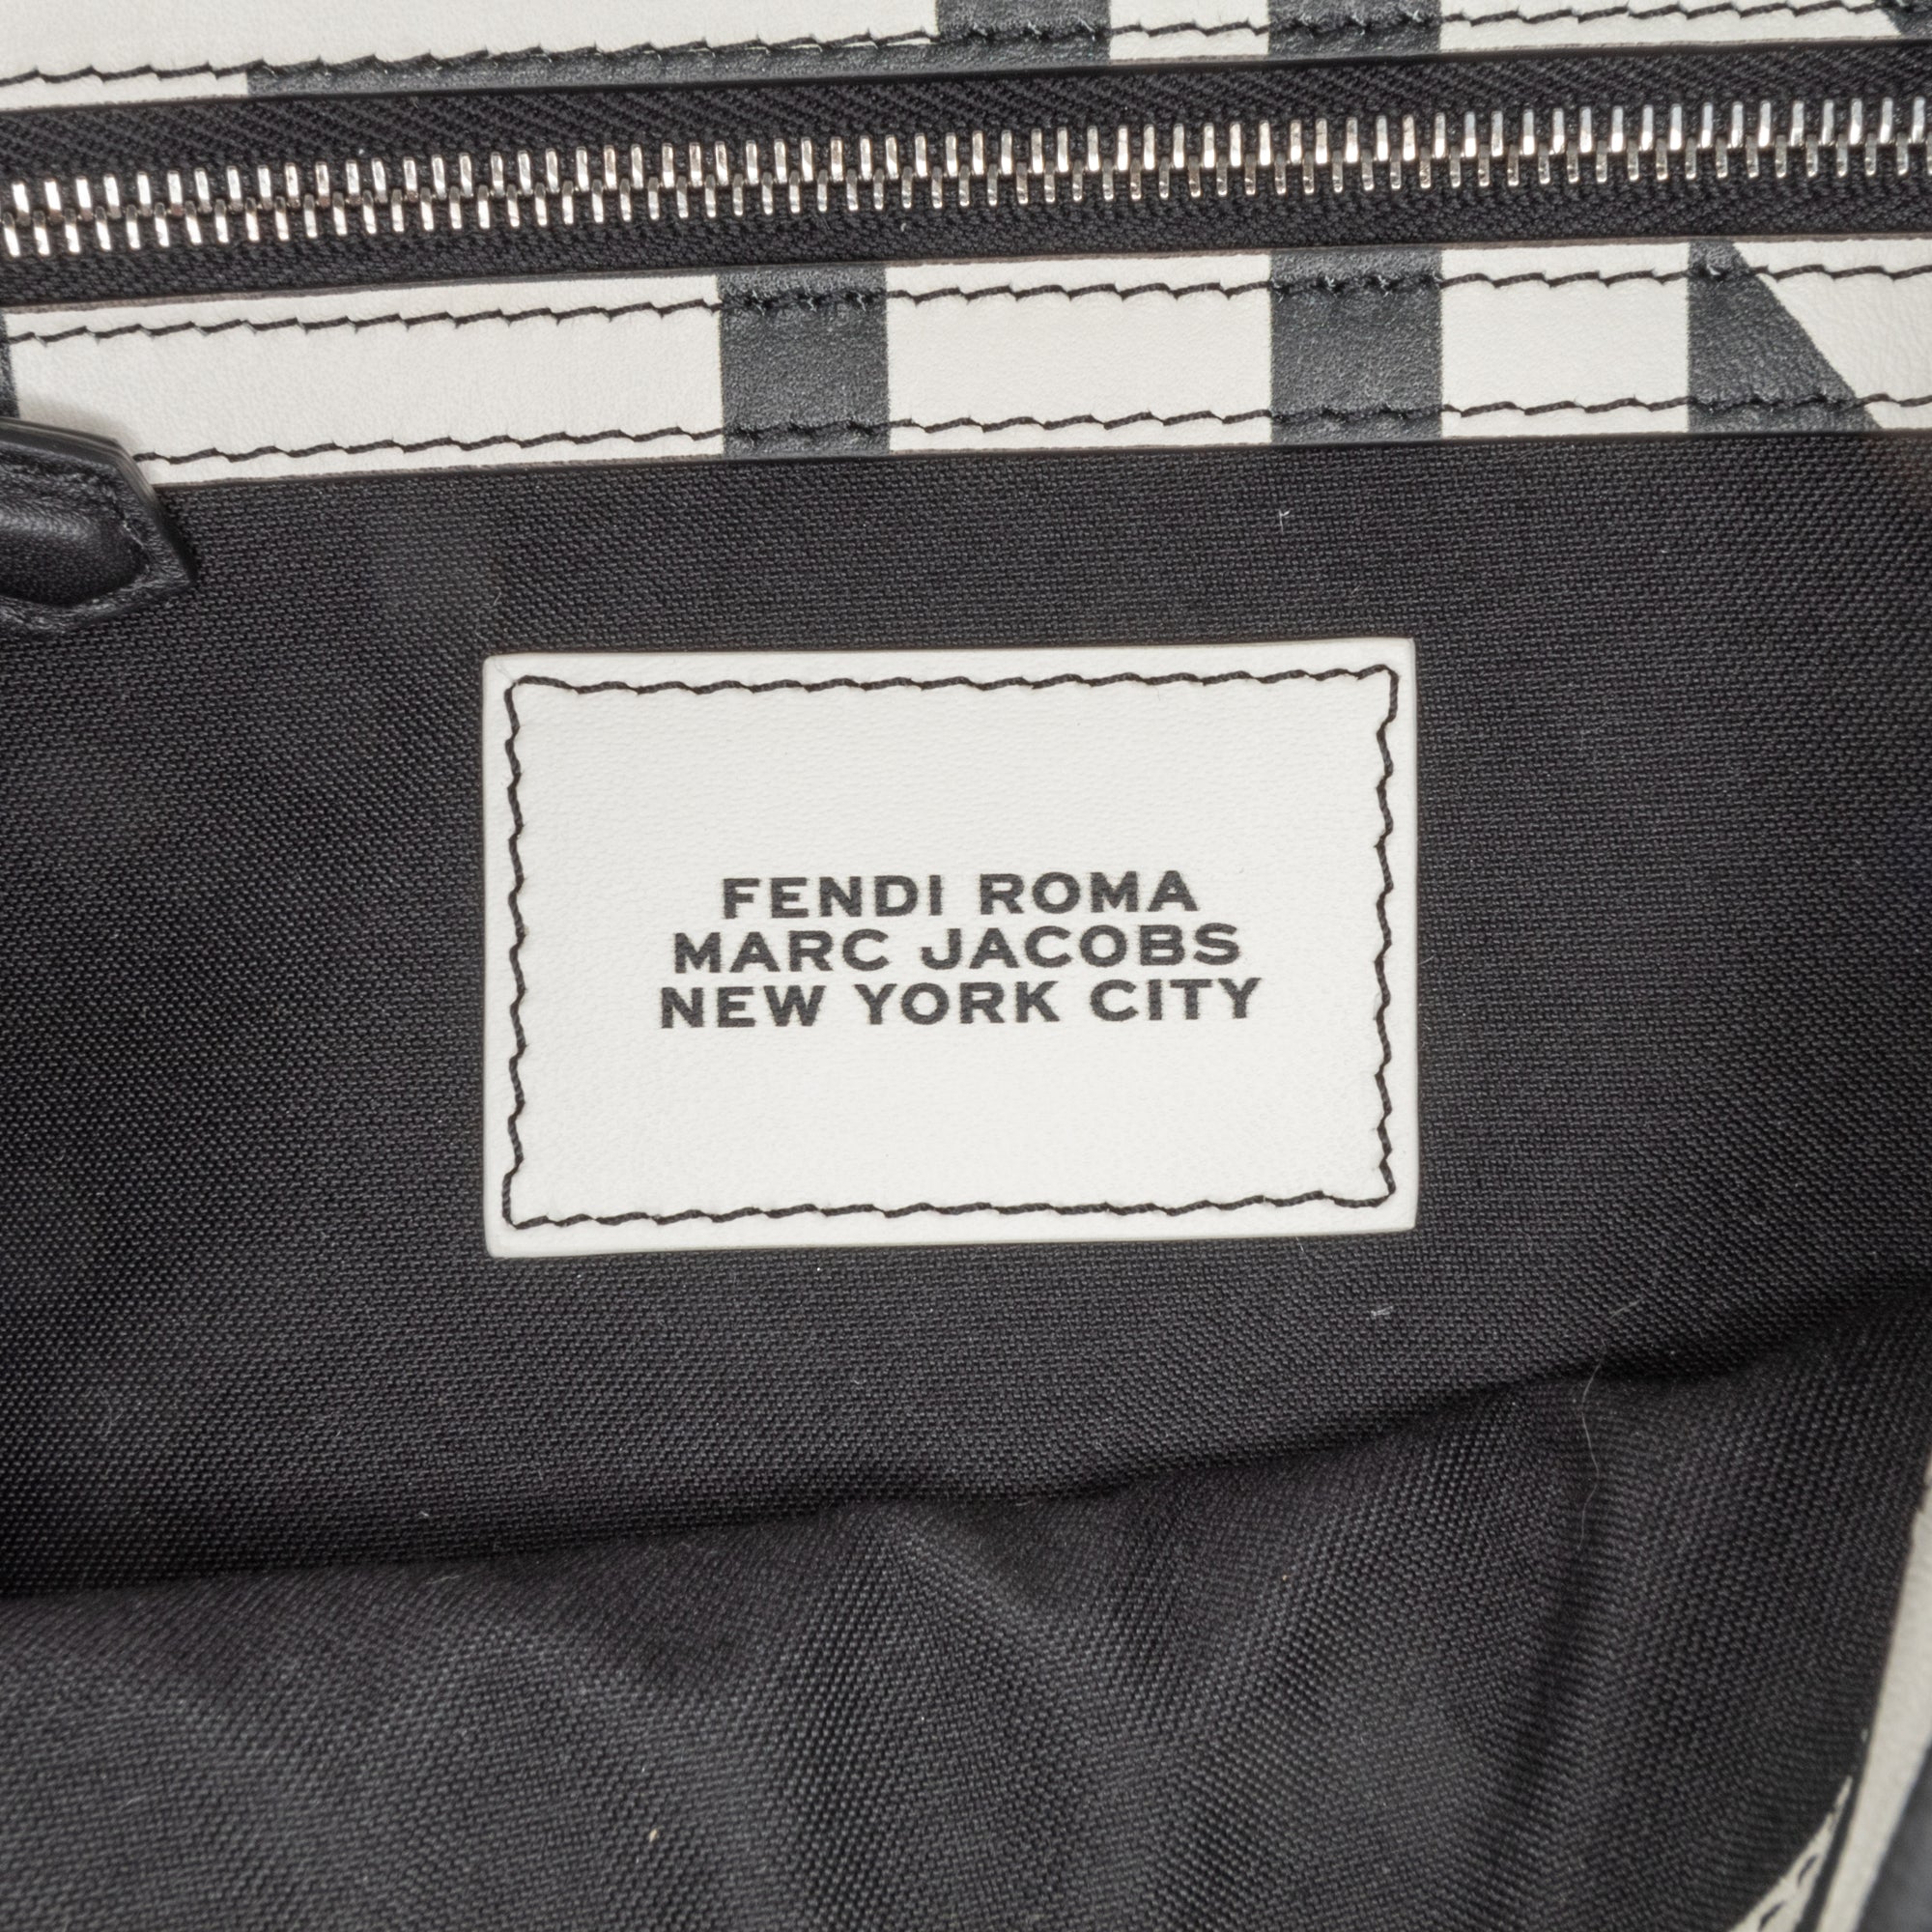 FENDI ROMA
MARC JACOBS
NEW YORK CITY